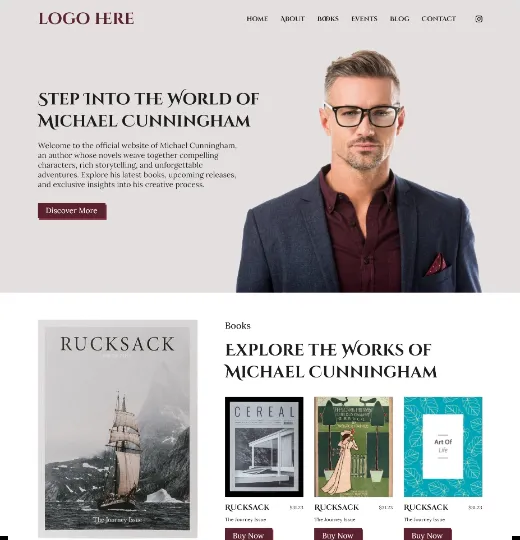 LOGO HERE
HOME ABOUT BOOKS EVENTS BLOG CONTACT
STEP INTO THE WORLD OF
MICHAEL CUNNINGHAM
Welcome to the official website of Michael Cunningham,
an author whose novels weave together compelling
characters, rich storytelling, and unforgettable
adventures. Explore his latest books, upcoming releases,
and exclusive insights into his creative process.
Discover More
RUCKSACK
The Journey Issue
Books
EXPLORE THE WORKS OF
MICHAEL CUNNINGHAM
CEREAL
Art Of
Life
RUCKSACK
RUCKSACK
RUCKSACK
The Journey Issue
The Journey Issue
The Journey Issue
Buy Now
Buy Now
Buy Now